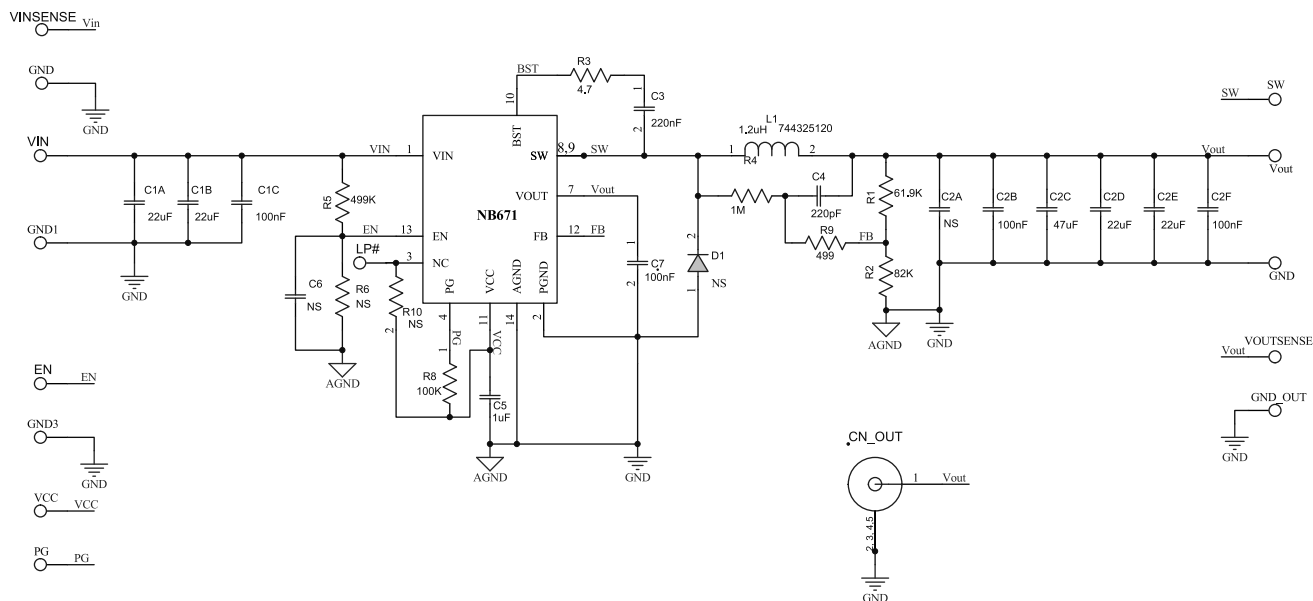 VINSENSE
Vin
GND
GND
VIN
VIN
C1A
22uF
C1B
22uF
C1C
100nF
GND1
GND
R5
499K
EN
13
LP#
3
C6
NS
R6
NS
AGND
R10
NS
2
BST
10
R3
4.7
1
C3
220nF
2
1
VIN
BST
SW
8,9
SW
VOUT
7
Vout
NB671
EN
FB
12
FB
NC
PG
VCC
AGND
PGND
4
11
14
2
PG
VCC
1
R8
100K
C5
1uF
AGND
1
C7
100nF
2
GND
L1
1.2uH
744325120
1
R4
2
1M
C4
220pF
R9
499
FB
2
D1
NS
1
R1
61.9K
R2
82K
AGND
GND
C2A
NS
C2B
100nF
C2C
47uF
C2D
22uF
C2E
22uF
C2F
100nF
SW
SW
Vout
Vout
GND
VOUTSENSE
Vout
GND_OUT
GND
EN
EN
GND3
GND
VCC
VCC
PG
PG
CN_OUT
1
Vout
2, 3, 4,5
GND